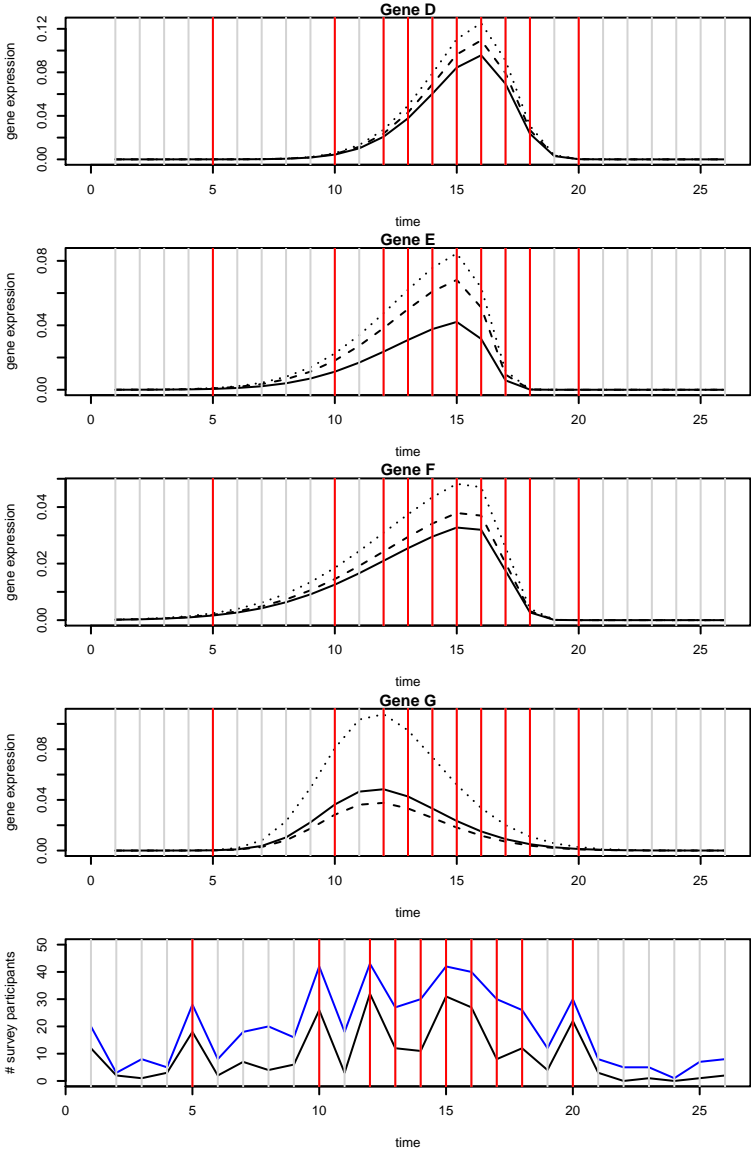 Gene D
gene expression
0.00 0.04 0.08 0.12
0 5 10 15 20 25
time
Gene E
gene expression
0.00 0.04 0.08
0 5 10 15 20 25
time
Gene F
gene expression
0.00 0.02 0.04
0 5 10 15 20 25
time
Gene G
gene expression
0.00 0.04 0.08
0 5 10 15 20 25
time
# survey participants
0 10 20 30 40 50
0 5 10 15 20 25
time